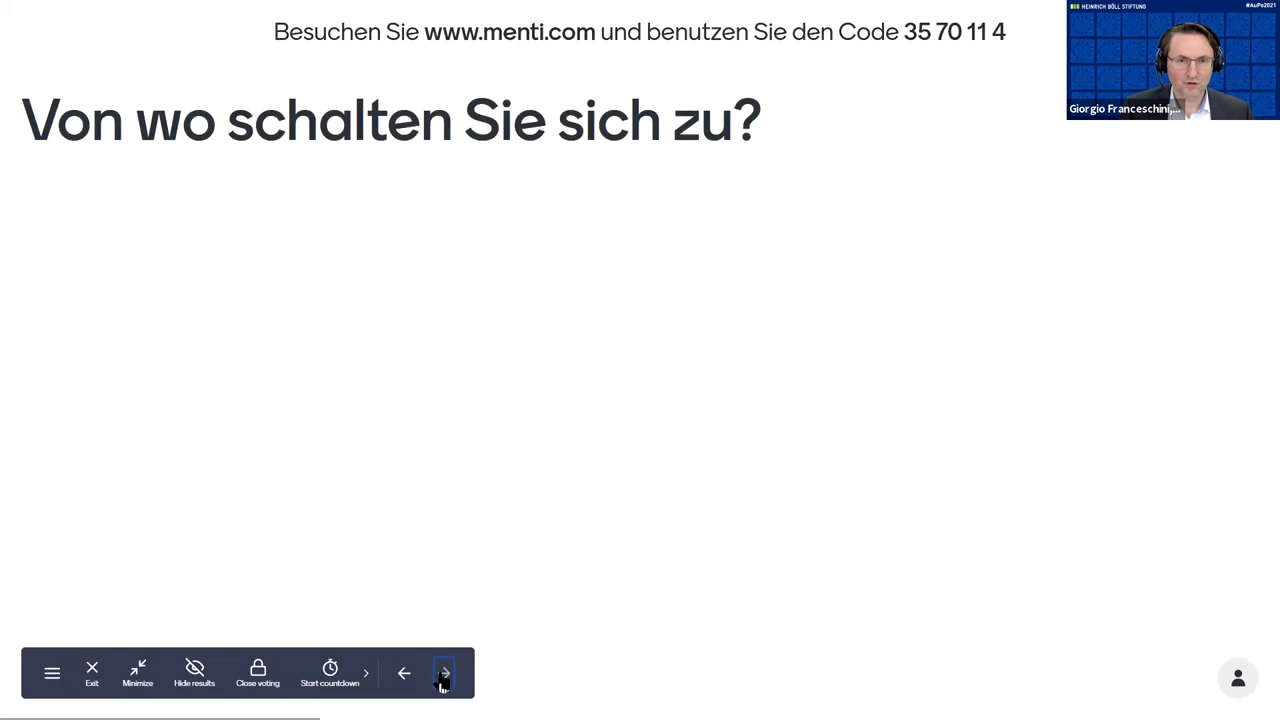 Besuchen Sie www.menti.com und benutzen Sie den Code 35 70 11 4
HEINRICH BÖLL STIFTUNG
#AuPo2021
Von wo schalten Sie sich zu?
Giorgio Franceschini,...
Exit
Minimize
Hide results
Close voting
Start countdown